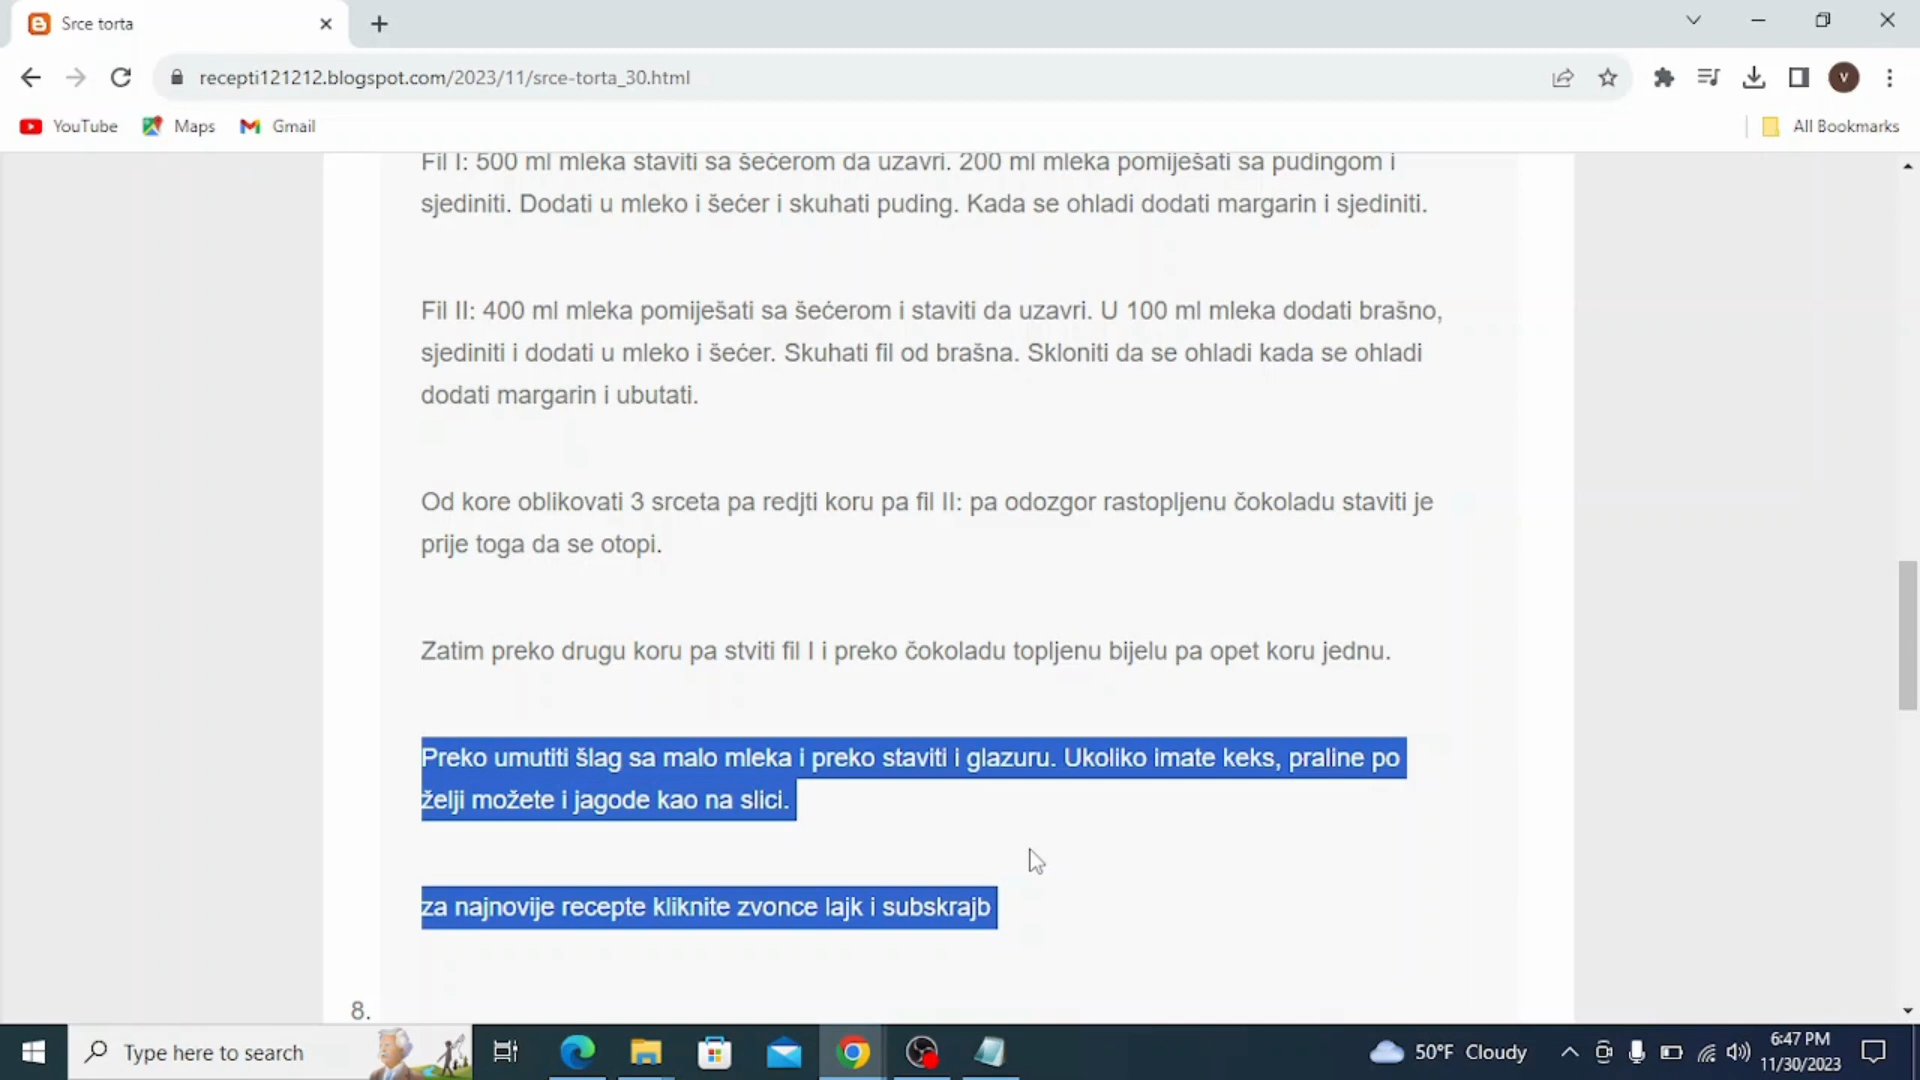 Srce torta
recepti121212.blogspot.com/2023/11/srce-torta_30.html
V
YouTube
Maps
Gmail
All Bookmarks
Fil I: 500 ml mleka staviti sa šećerom da uzavri. 200 ml mleka pomiješati sa pudingom i
sjediniti. Dodati u mleko i šećer i skuhati puding. Kada se ohladi dodati margarin i sjediniti.
Fil II: 400 ml mleka pomiješati sa šećerom i staviti da uzavri. U 100 ml mleka dodati brašno,
sjediniti i dodati u mleko i šećer. Skuhati fil od brašna. Skloniti da se ohladi kada se ohladi
dodati margarin i ubutati.
Od kore oblikovati 3 srceta pa redjti koru pa fil II: pa odozgor rastopljenu čokoladu staviti je
prije toga da se otopi.
Zatim preko drugu koru pa stviti fil I i preko čokoladu topljenu bijelu pa opet koru jednu.
Preko umutiti šlag sa malo mleka i preko staviti i glazuru. Ukoliko imate keks, praline po
želji možete i jagode kao na slici.
za najnovije recepte kliknite zvonce lajk i subskrajb
8.
Type here to search
50°F Cloudy
6:47 PM
11/30/2023